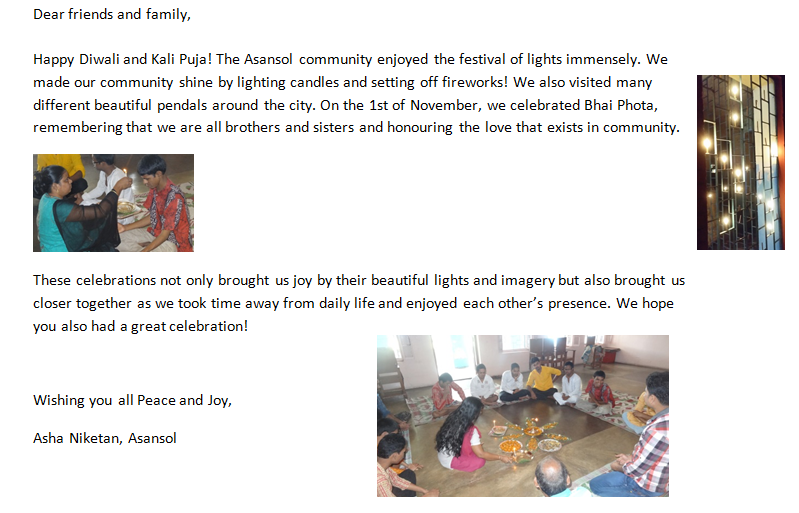 Dear friends and family,
Happy Diwali and Kali Puja! The Asansol community enjoyed the festival of lights immensely. We
made our community shine by lighting candles and setting off fireworks! We also visited many
different beautiful pendals around the city. On the 1st of November, we celebrated Bhai Phota,
remembering that we are all brothers and sisters and honouring the love that exists in community.
These celebrations not only brought us joy by their beautiful lights and imagery but also brought us
closer together as we took time away from daily life and enjoyed each other’s presence. We hope
you also had a great celebration!
Wishing you all Peace and Joy,
Asha Niketan, Asansol